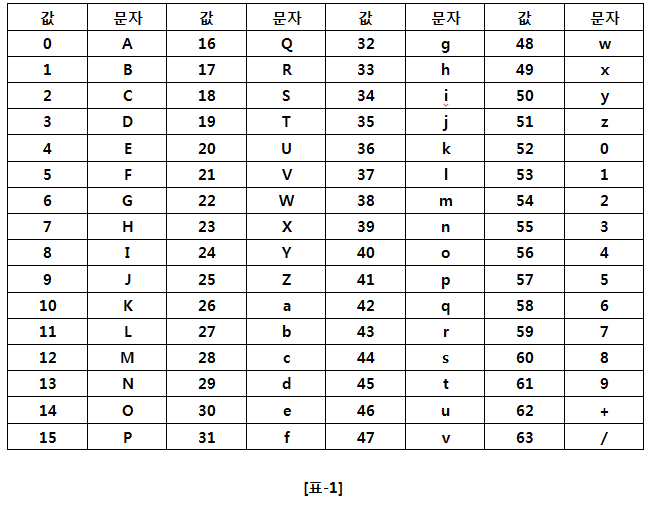 값 문자 값 문자 값 문자 값 문자
0 A 16 Q 32 g 48 w
1 B 17 R 33 h 49 x
2 C 18 S 34 i 50 y
3 D 19 T 35 j 51 z
4 E 20 U 36 k 52 0
5 F 21 V 37 l 53 1
6 G 22 W 38 m 54 2
7 H 23 X 39 n 55 3
8 I 24 Y 40 o 56 4
9 J 25 Z 41 p 57 5
10 K 26 a 42 q 58 6
11 L 27 b 43 r 59 7
12 M 28 c 44 s 60 8
13 N 29 d 45 t 61 9
14 O 30 e 46 u 62 +
15 P 31 f 47 v 63 /
[표-1]